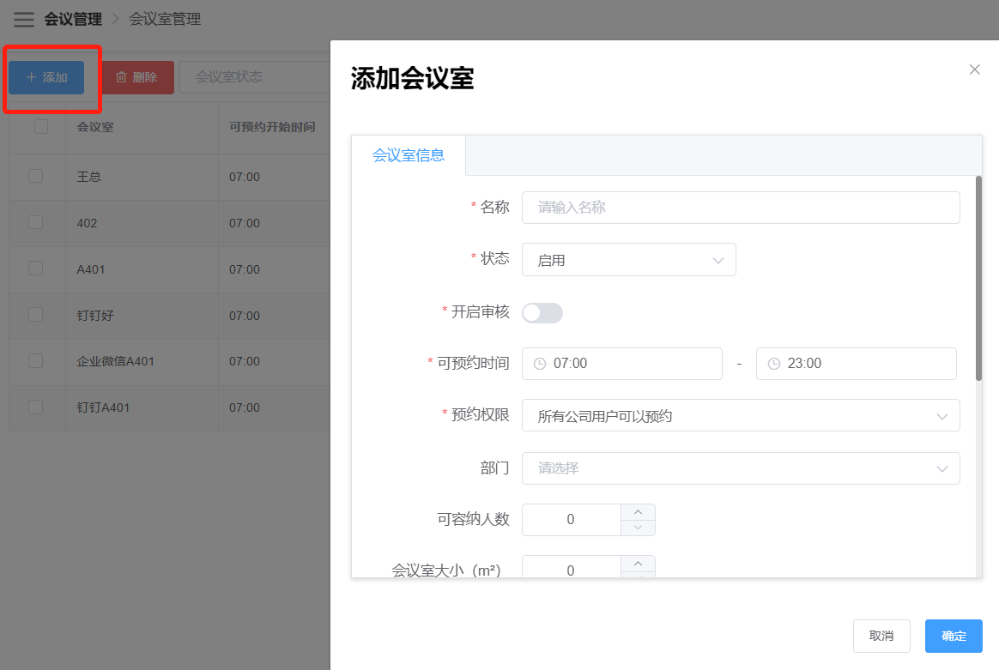 会议管理 > 会议室管理
+ 添加 删除 会议室状态
会议室 可预约开始时间
王总 07:00
402 07:00
A401 07:00
钉钉好 07:00
企业微信A401 07:00
钉钉A401 07:00
添加会议室
会议室信息
* 名称 请输入名称
* 状态 启用
* 开启审核
* 可预约时间 07:00 - 23:00
* 预约权限 所有公司用户可以预约
部门 请选择
可容纳人数 0
会议室大小（m²） 0
取消 确定